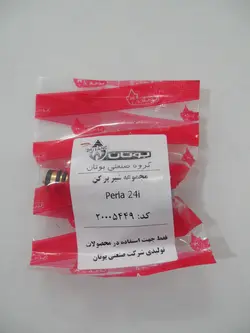 بوتان
گروه صنعتی بوتان
مجموعه شیر پرکن
Perla 24i
کد: ۲۰۰۰۵۴۴۹
فقط جهت استفاده در محصولات
تولیدی شرکت صنعتی بوتان